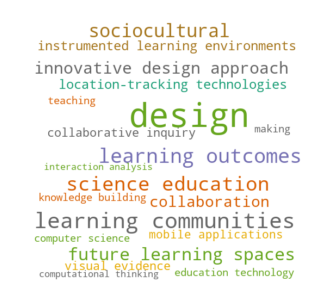 sociocultural
instrumented learning environments
innovative design approach
location-tracking technologies
teaching
design
collaborative inquiry
making
learning outcomes
interaction analysis
science education
knowledge building
collaboration
learning communities
computer science
mobile applications
future learning spaces
visual evidence
computational thinking
education technology